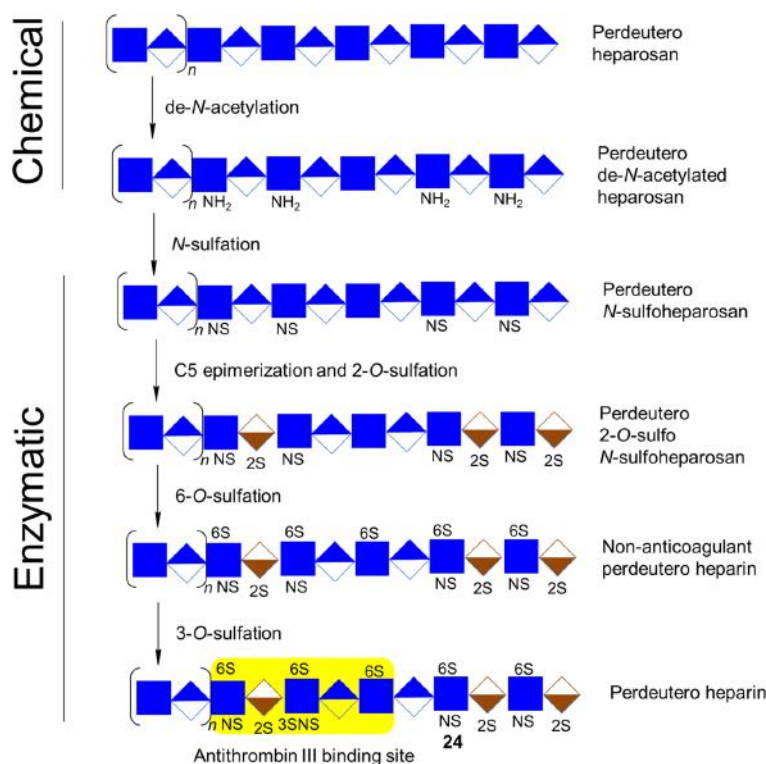 Chemical
Perdeutero
heparosan
n
de-N-acetylation
Perdeutero
de-N-acetylated
heparosan
n NH2 NH2 NH2 NH2
N-sulfation
Enzymatic
Perdeutero
N-sulfoheparosan
n NS NS NS NS
C5 epimerization and 2-O-sulfation
Perdeutero
2-O-sulfo
N-sulfoheparosan
n NS 2S NS NS 2S NS 2S
6-O-sulfation
6S 6S 6S 6S 6S
Non-anticoagulant
perdeutero heparin
n NS 2S NS NS 2S NS 2S
3-O-sulfation
6S 6S 6S 6S 6S
Perdeutero heparin
n NS 2S 3SNS NS 2S NS 2S
24
Antithrombin III binding site